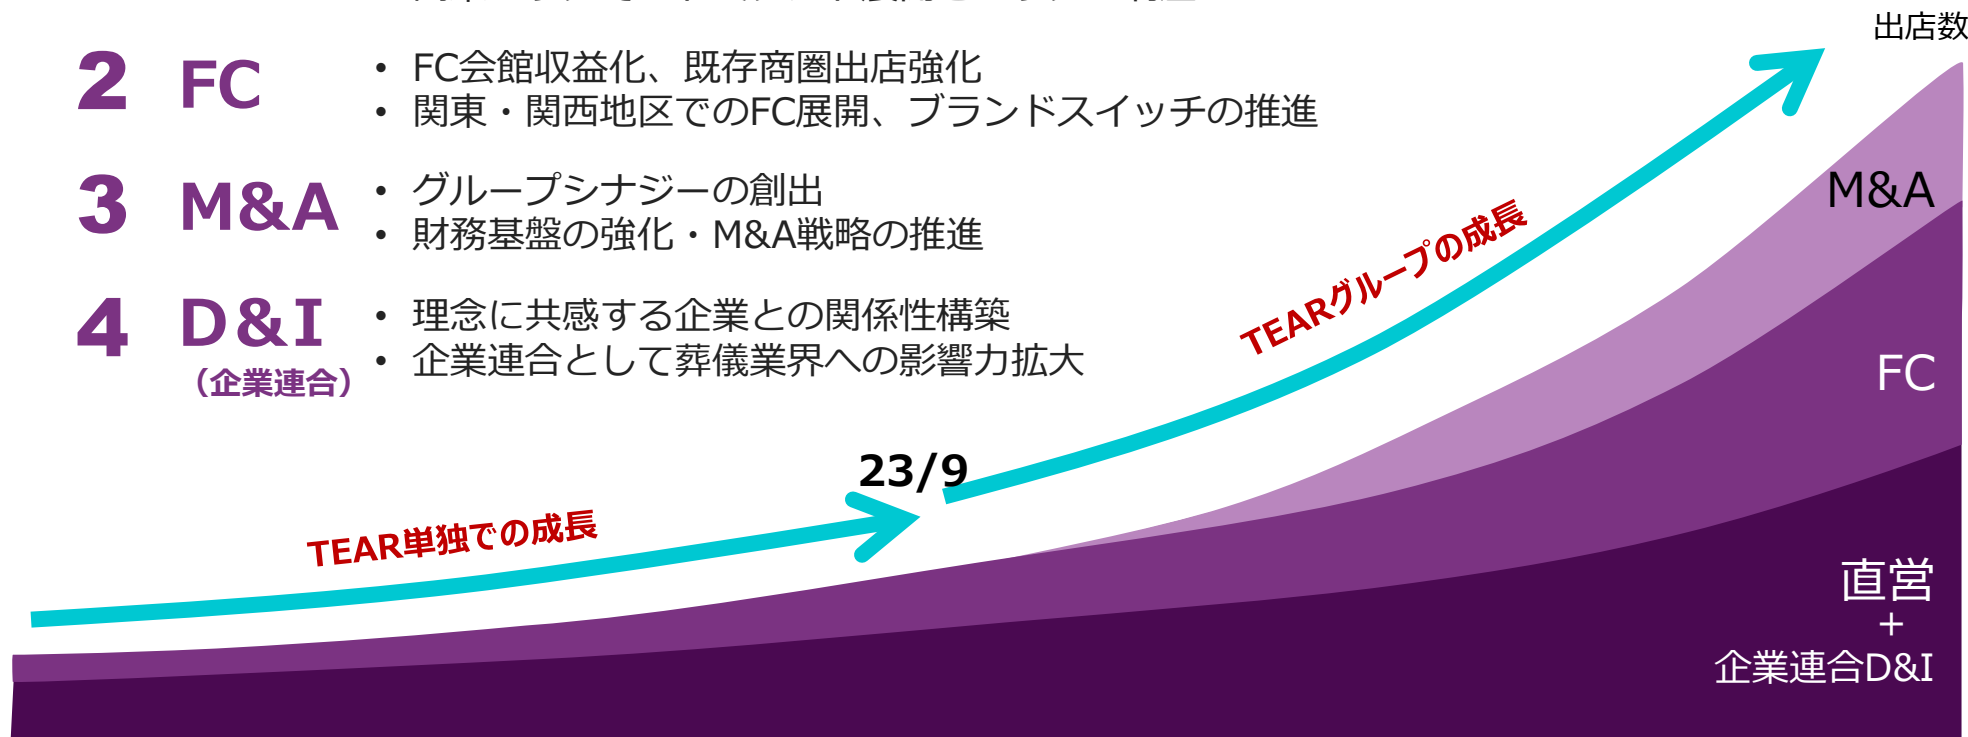 出店数
2 FC
• FC会館収益化、既存商圏出店強化
• 関東・関西地区でのFC展開、ブランドスイッチの推進
3 M&A
• グループシナジーの創出
• 財務基盤の強化・M&A戦略の推進
4 D&I
（企業連合）
• 理念に共感する企業との関係性構築
• 企業連合として葬儀業界への影響力拡大
TEAR単独での成長
23/9
TEARグループの成長
M&A
FC
直営
+
企業連合D&I